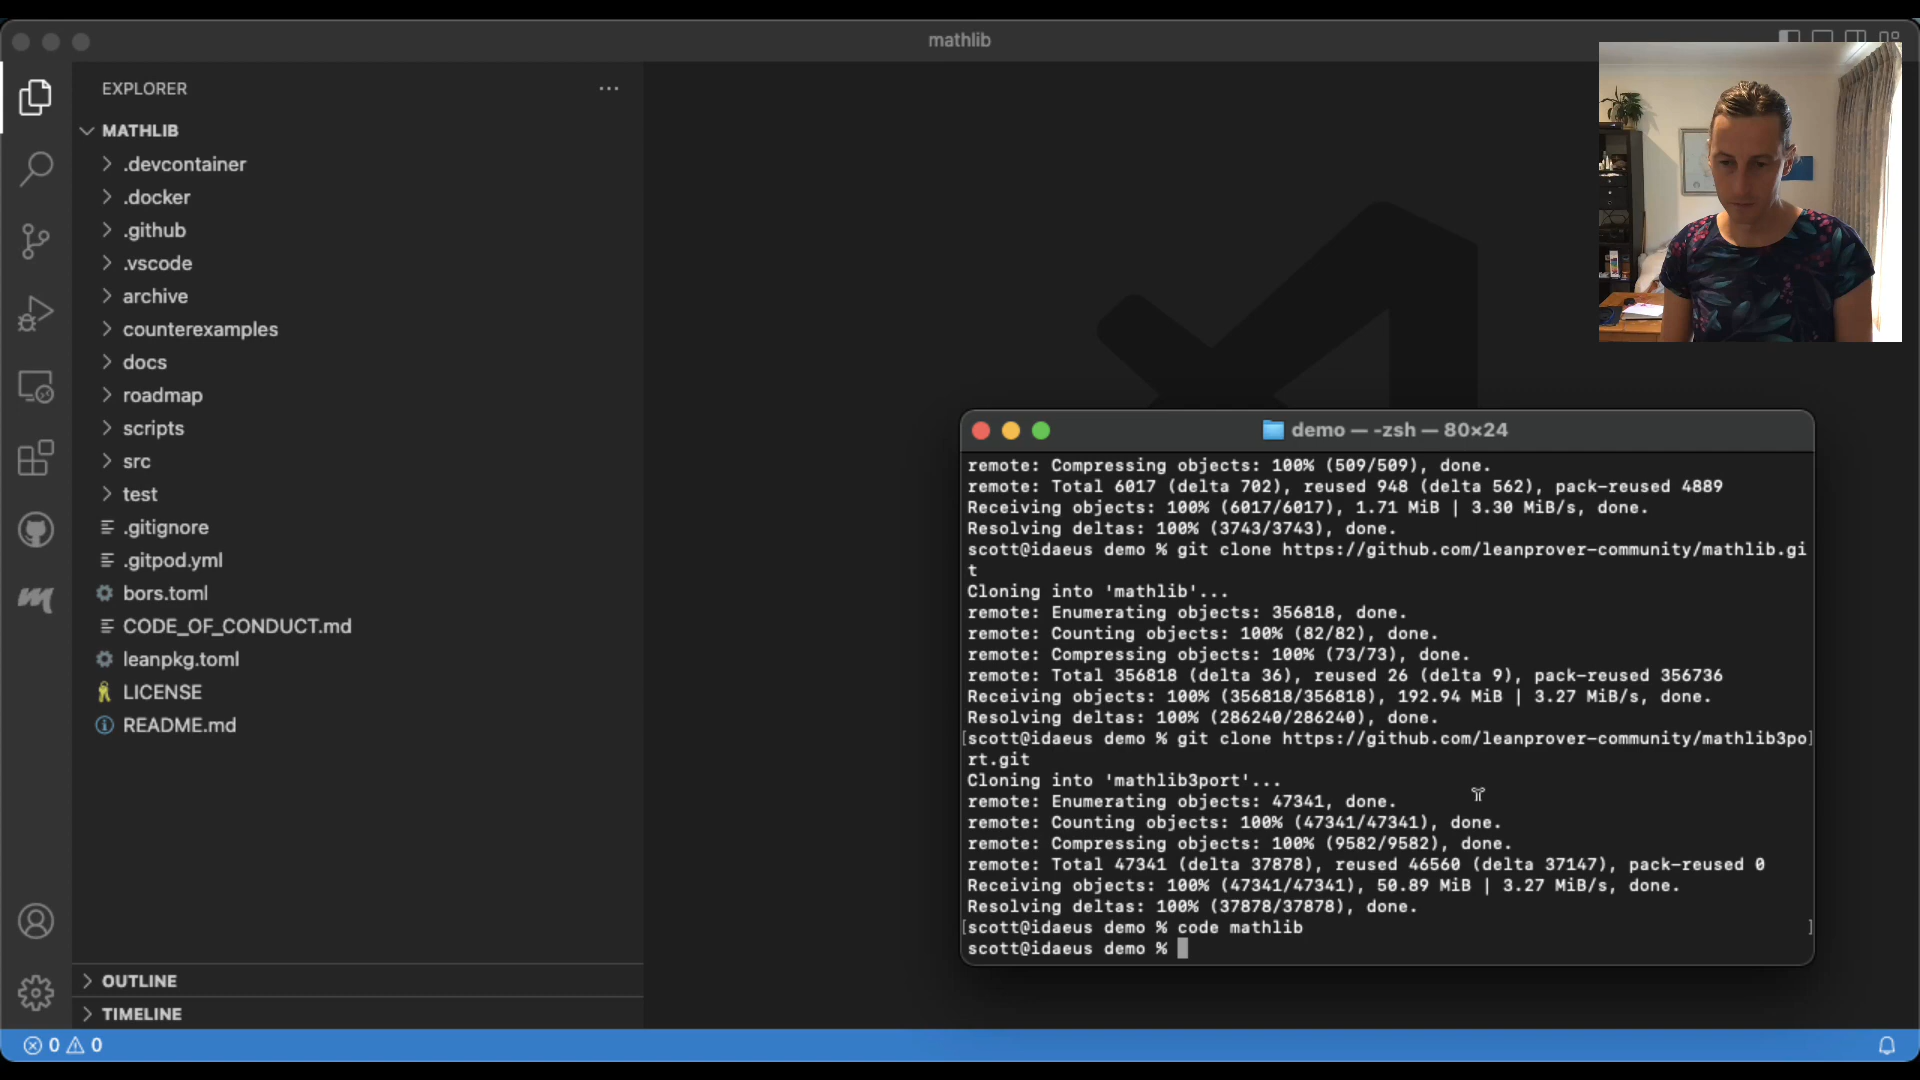 mathlib
EXPLORER
MATHLIB
.devcontainer
.docker
.github
.vscode
archive
counterexamples
docs
roadmap
scripts
src
test
.gitignore
.gitpod.yml
bors.toml
CODE_OF_CONDUCT.md
leanpkg.toml
LICENSE
README.md
OUTLINE
TIMELINE
0 0
demo — -zsh — 80×24
remote: Compressing objects: 100% (509/509), done.
remote: Total 6017 (delta 702), reused 948 (delta 562), pack-reused 4889
Receiving objects: 100% (6017/6017), 1.71 MiB | 3.30 MiB/s, done.
Resolving deltas: 100% (3743/3743), done.
scott@idaeus demo % git clone https://github.com/leanprover-community/mathlib.gi
t
Cloning into 'mathlib'...
remote: Enumerating objects: 356818, done.
remote: Counting objects: 100% (82/82), done.
remote: Compressing objects: 100% (73/73), done.
remote: Total 356818 (delta 36), reused 26 (delta 9), pack-reused 356736
Receiving objects: 100% (356818/356818), 192.94 MiB | 3.27 MiB/s, done.
Resolving deltas: 100% (286240/286240), done.
[scott@idaeus demo % git clone https://github.com/leanprover-community/mathlib3po]
rt.git
Cloning into 'mathlib3port'...
remote: Enumerating objects: 47341, done.
remote: Counting objects: 100% (47341/47341), done.
remote: Compressing objects: 100% (9582/9582), done.
remote: Total 47341 (delta 37878), reused 46560 (delta 37147), pack-reused 0
Receiving objects: 100% (47341/47341), 50.89 MiB | 3.27 MiB/s, done.
Resolving deltas: 100% (37878/37878), done.
[scott@idaeus demo % code mathlib ]
scott@idaeus demo %